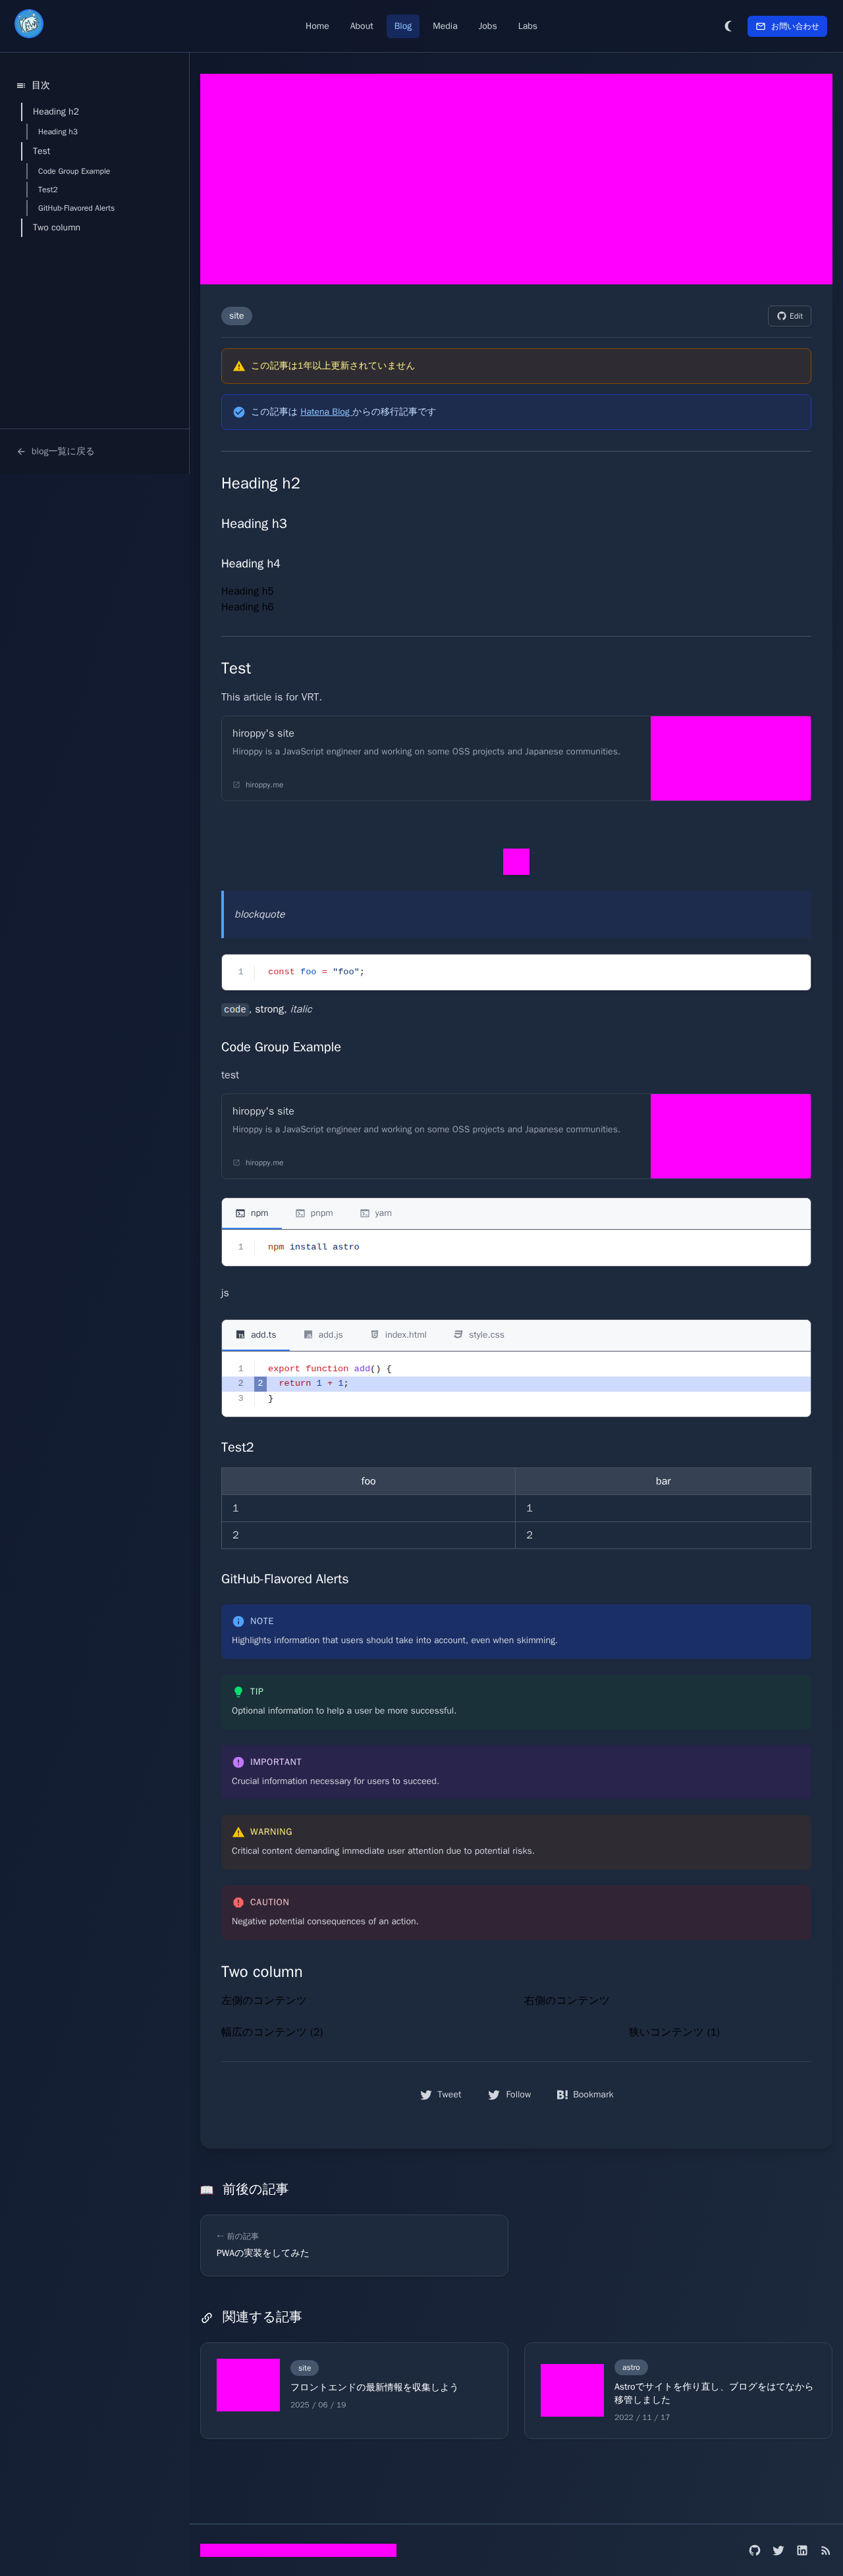 Home About Blog Media Jobs Labs お問い合わせ
目次
Heading h2
Heading h3
Test
Code Group Example
Test2
GitHub-Flavored Alerts
Two column
blog一覧に戻る
site Edit
この記事は1年以上更新されていません
この記事は Hatena Blog からの移行記事です
Heading h2
Heading h3
Heading h4
Heading h5
Heading h6
Test
This article is for VRT.
hiroppy's site
Hiroppy is a JavaScript engineer and working on some OSS projects and Japanese communities.
hiroppy.me
blockquote
1 const foo = "foo";
code, strong, italic
Code Group Example
test
hiroppy's site
Hiroppy is a JavaScript engineer and working on some OSS projects and Japanese communities.
hiroppy.me
npm pnpm yarn
1 npm install astro
js
add.ts add.js index.html style.css
1 export function add() {
2 2 return 1 + 1;
3 }
Test2
foo bar
1 1
2 2
GitHub-Flavored Alerts
NOTE
Highlights information that users should take into account, even when skimming.
TIP
Optional information to help a user be more successful.
IMPORTANT
Crucial information necessary for users to succeed.
WARNING
Critical content demanding immediate user attention due to potential risks.
CAUTION
Negative potential consequences of an action.
Two column
左側のコンテンツ 右側のコンテンツ
幅広のコンテンツ (2) 狭いコンテンツ (1)
Tweet Follow B! Bookmark
前後の記事
← 前の記事
PWAの実装をしてみた
関連する記事
site
フロントエンドの最新情報を収集しよう
2025 / 06 / 19
astro
Astroでサイトを作り直し、ブログをはてなから
移管しました
2022 / 11 / 17